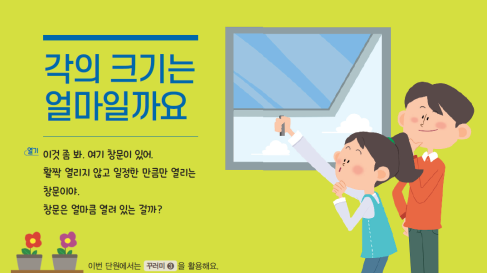 각의 크기는
얼마일까요
열기 이것 좀 봐. 여기 창문이 있어.
활짝 열리지 않고 일정한 만큼만 열리는
창문이야.
창문은 얼마큼 열려 있는 걸까?
이번 단원에서는 꾸러미 3 을 활용해요.